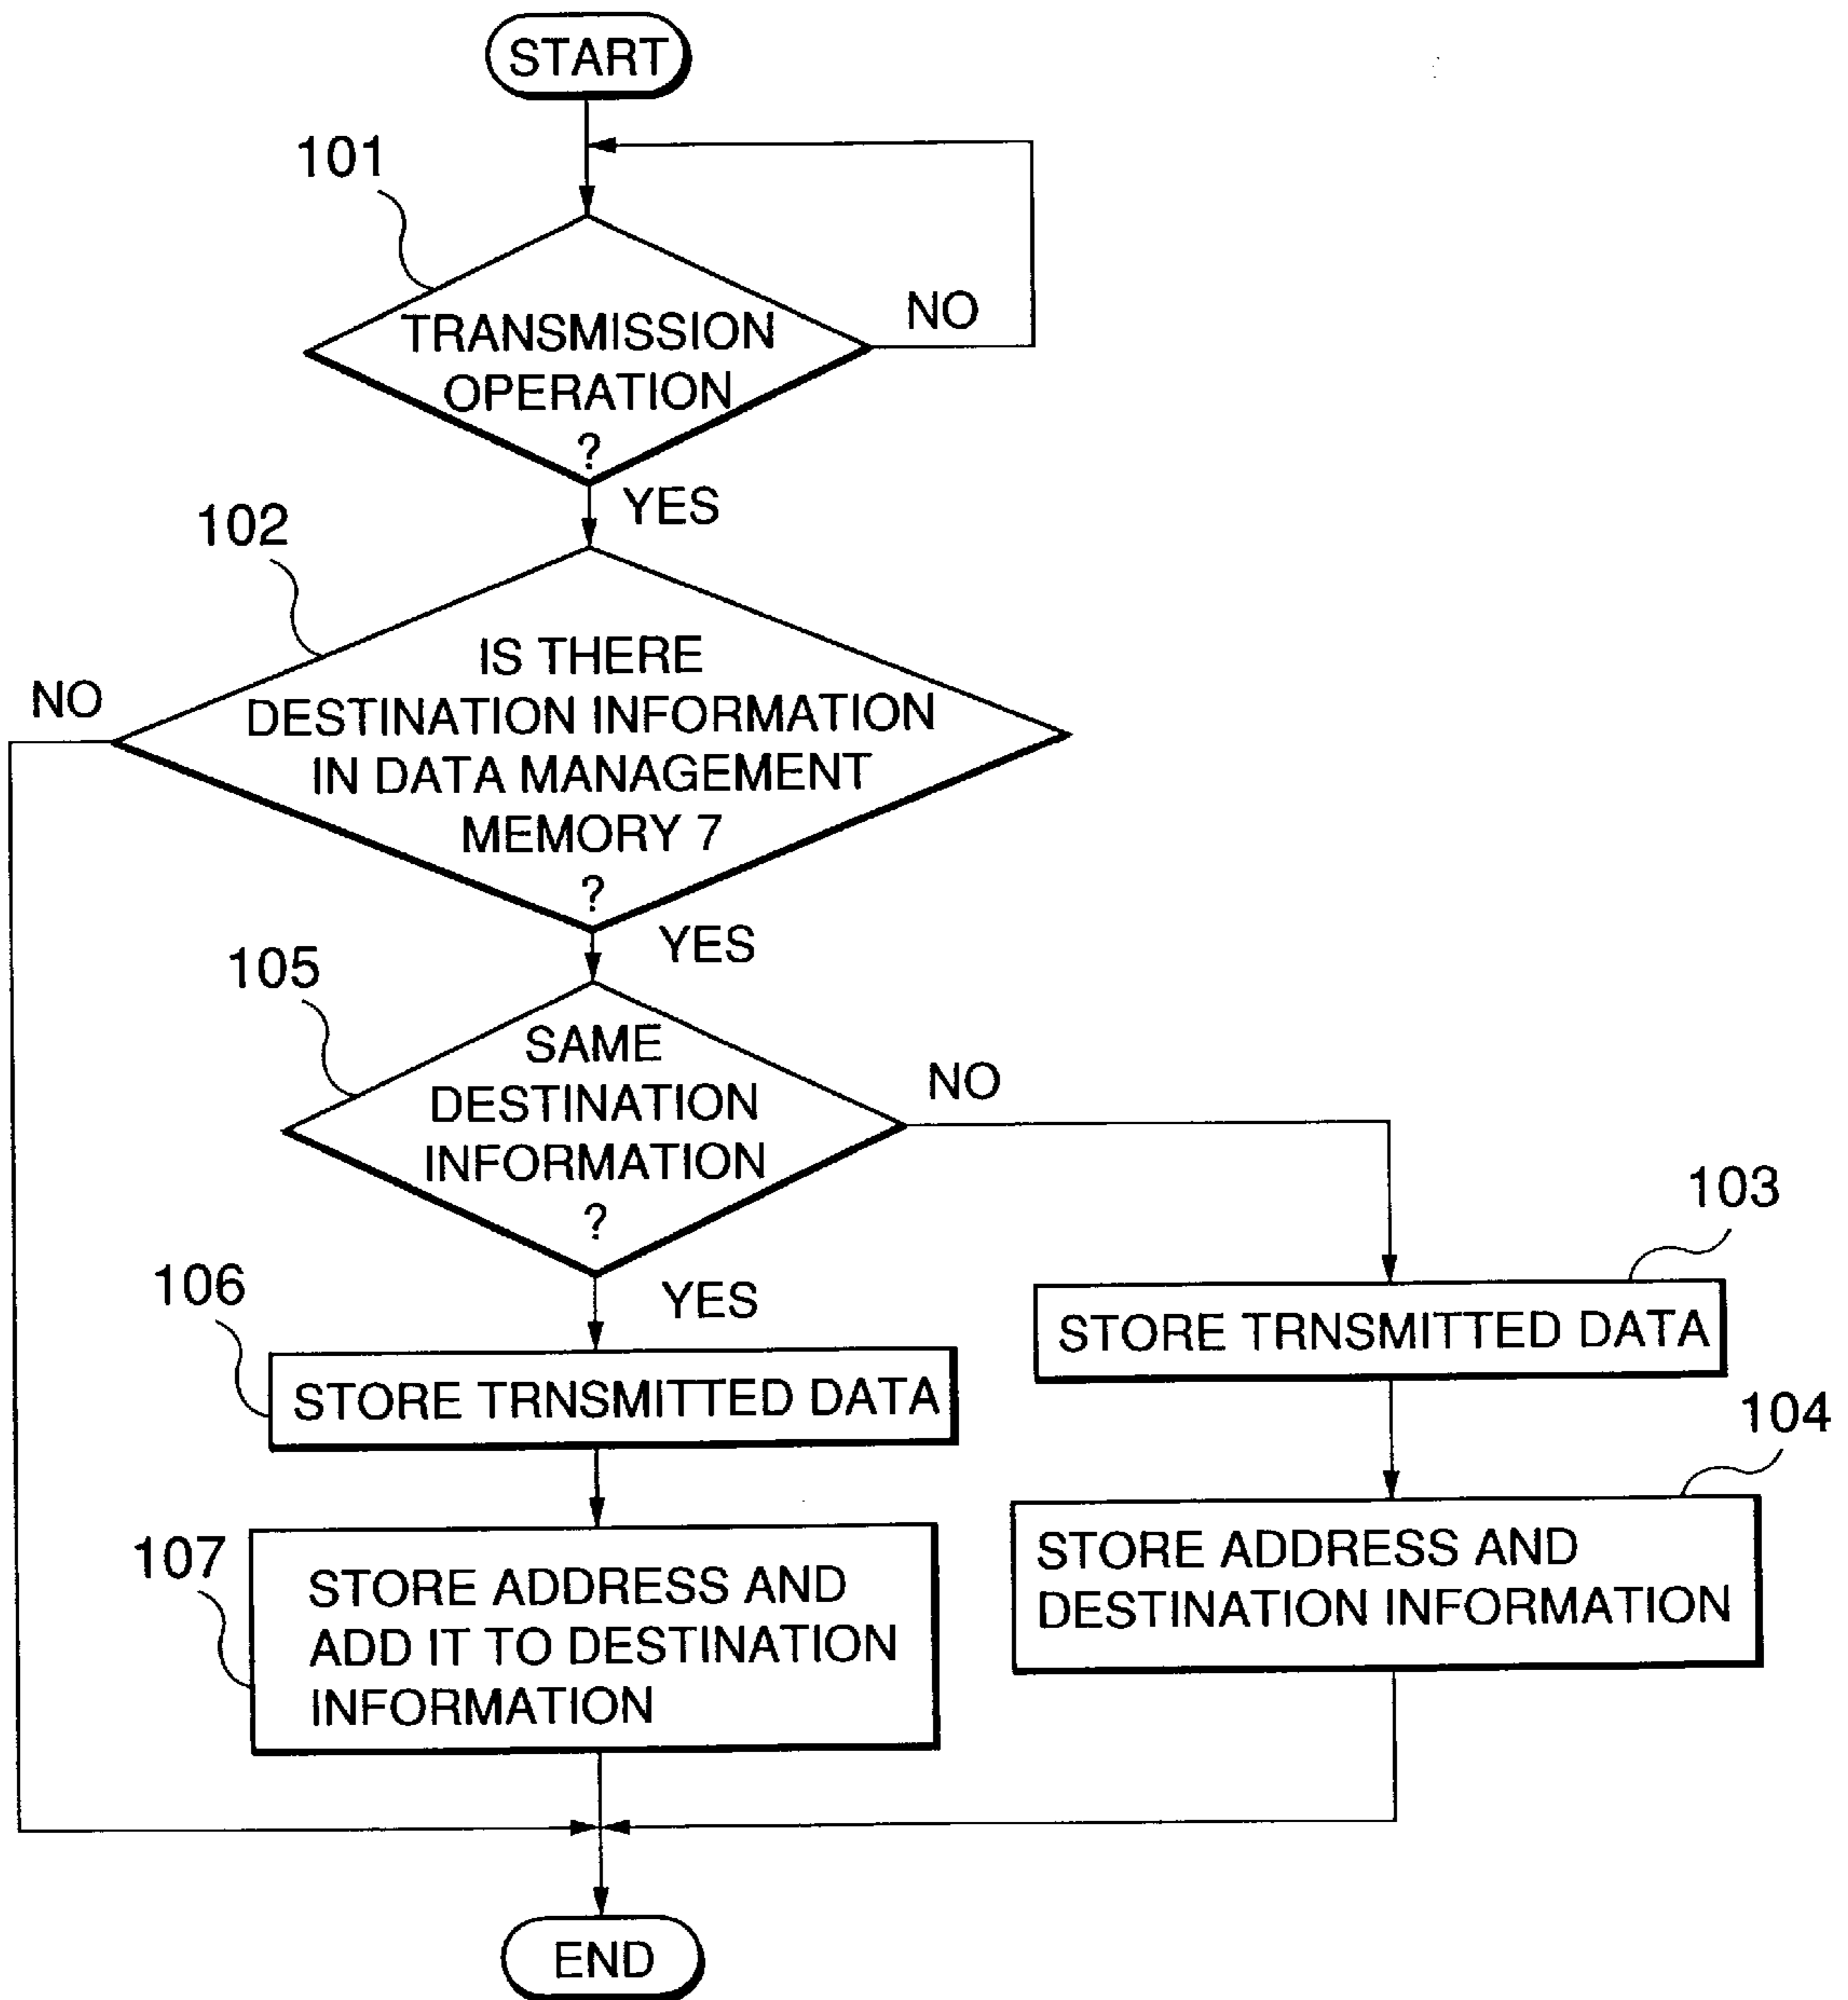 START
101
TRANSMISSION
OPERATION
?
NO
YES
102
IS THERE
DESTINATION INFORMATION
IN DATA MANAGEMENT
MEMORY 7
?
NO
YES
105
SAME
DESTINATION
INFORMATION
?
NO
YES
103
STORE TRNSMITTED DATA
106
STORE TRNSMITTED DATA
104
STORE ADDRESS AND
DESTINATION INFORMATION
107
STORE ADDRESS AND
ADD IT TO DESTINATION
INFORMATION
END